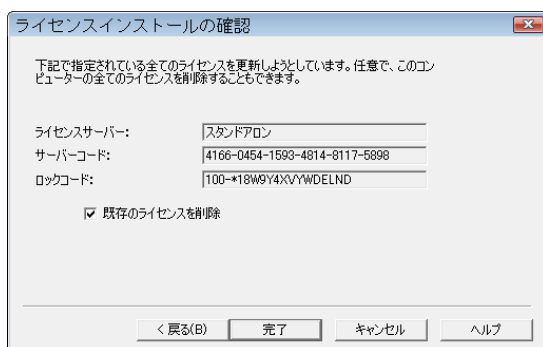 ライセンスインストールの確認
下記で指定されている全てのライセンスを更新しようとしています。任意で、このコン
ピューターの全てのライセンスを削除することもできます。
ライセンスサーバー: スタンドアロン
サーバーコード: 4166-0454-1593-4814-8117-5898
ロックコード: 100-*18W9Y4XVYWDELND
既存のライセンスを削除
< 戻る(B) 完了 キャンセル ヘルプ